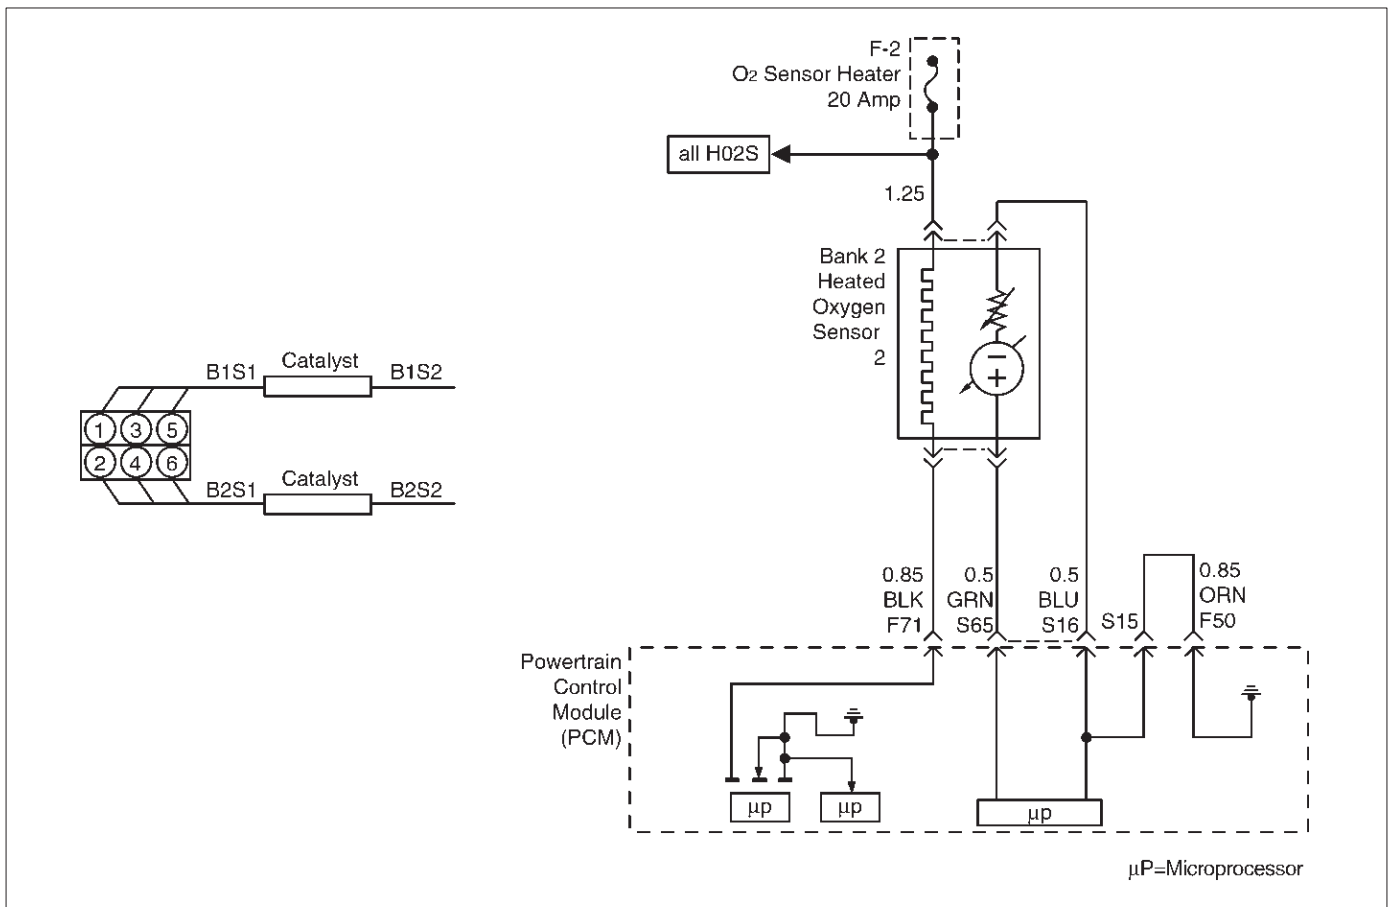 F-2
O2 Sensor Heater
20 Amp
all H02S
1.25
Bank 2
Heated
Oxygen
Sensor
2
−
+
B1S1 Catalyst B1S2
1 3 5
2 4 6
B2S1 Catalyst B2S2
0.85 BLK F71
0.5 GRN S65
0.5 BLU S16
S15
0.85 ORN F50
Powertrain
Control
Module
(PCM)
µp
µp
µp
µP=Microprocessor